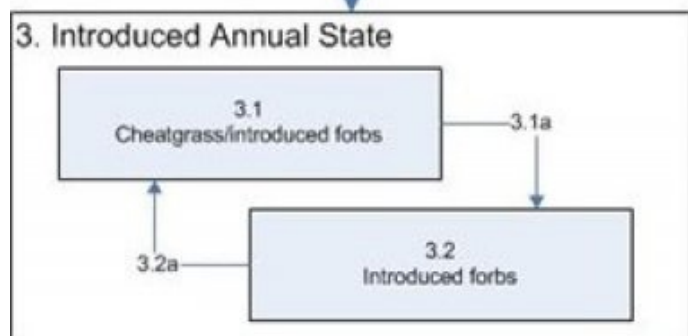 3. Introduced Annual State
3.1
Cheatgrass/introduced forbs
3.1a
3.2
Introduced forbs
3.2a